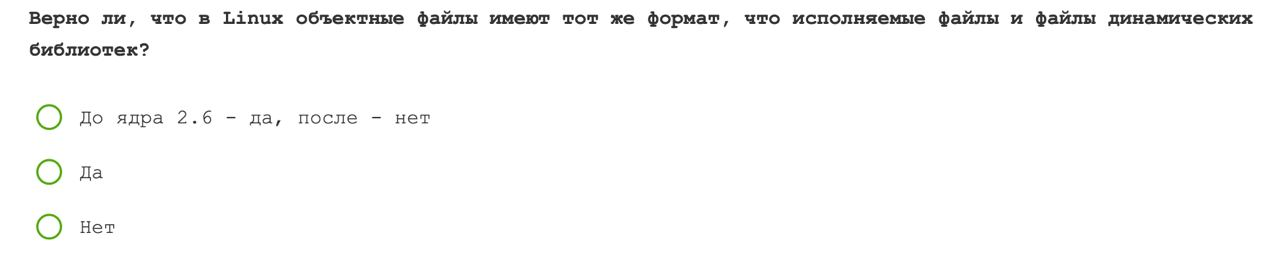 Верно ли, что в Linux объектные файлы имеют тот же формат, что исполняемые файлы и файлы динамических
библиотек?
До ядра 2.6 - да, после - нет
Да
Нет